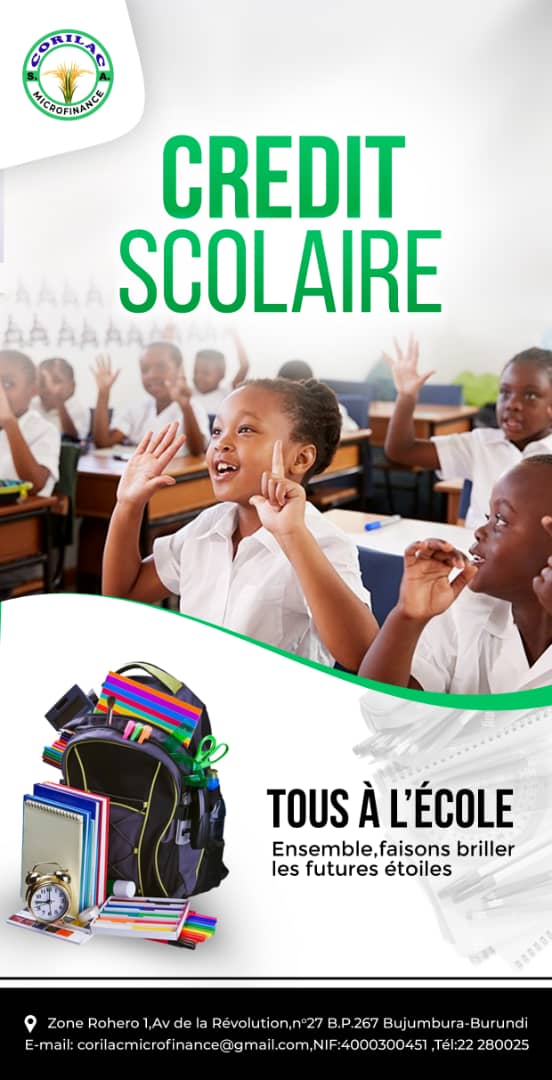 CORILAC
S. A.
MICROFINANCE
CREDIT
SCOLAIRE
TOUS À L'ÉCOLE
Ensemble,faisons briller
les futures étoiles
Zone Rohero 1,Av de la Révolution,n°27 B.P.267 Bujumbura-Burundi
E-mail: corilacmicrofinance@gmail.com,NIF:4000300451 ,Tél:22 280025